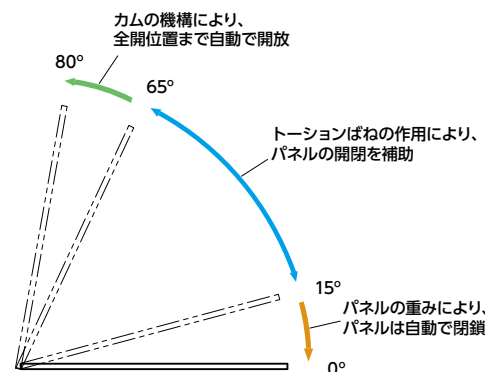 カムの機構により、
全開位置まで自動で開放
80°
65°
トーションばねの作用により、
パネルの開閉を補助
15°
パネルの重みにより、
パネルは自動で閉鎖
0°